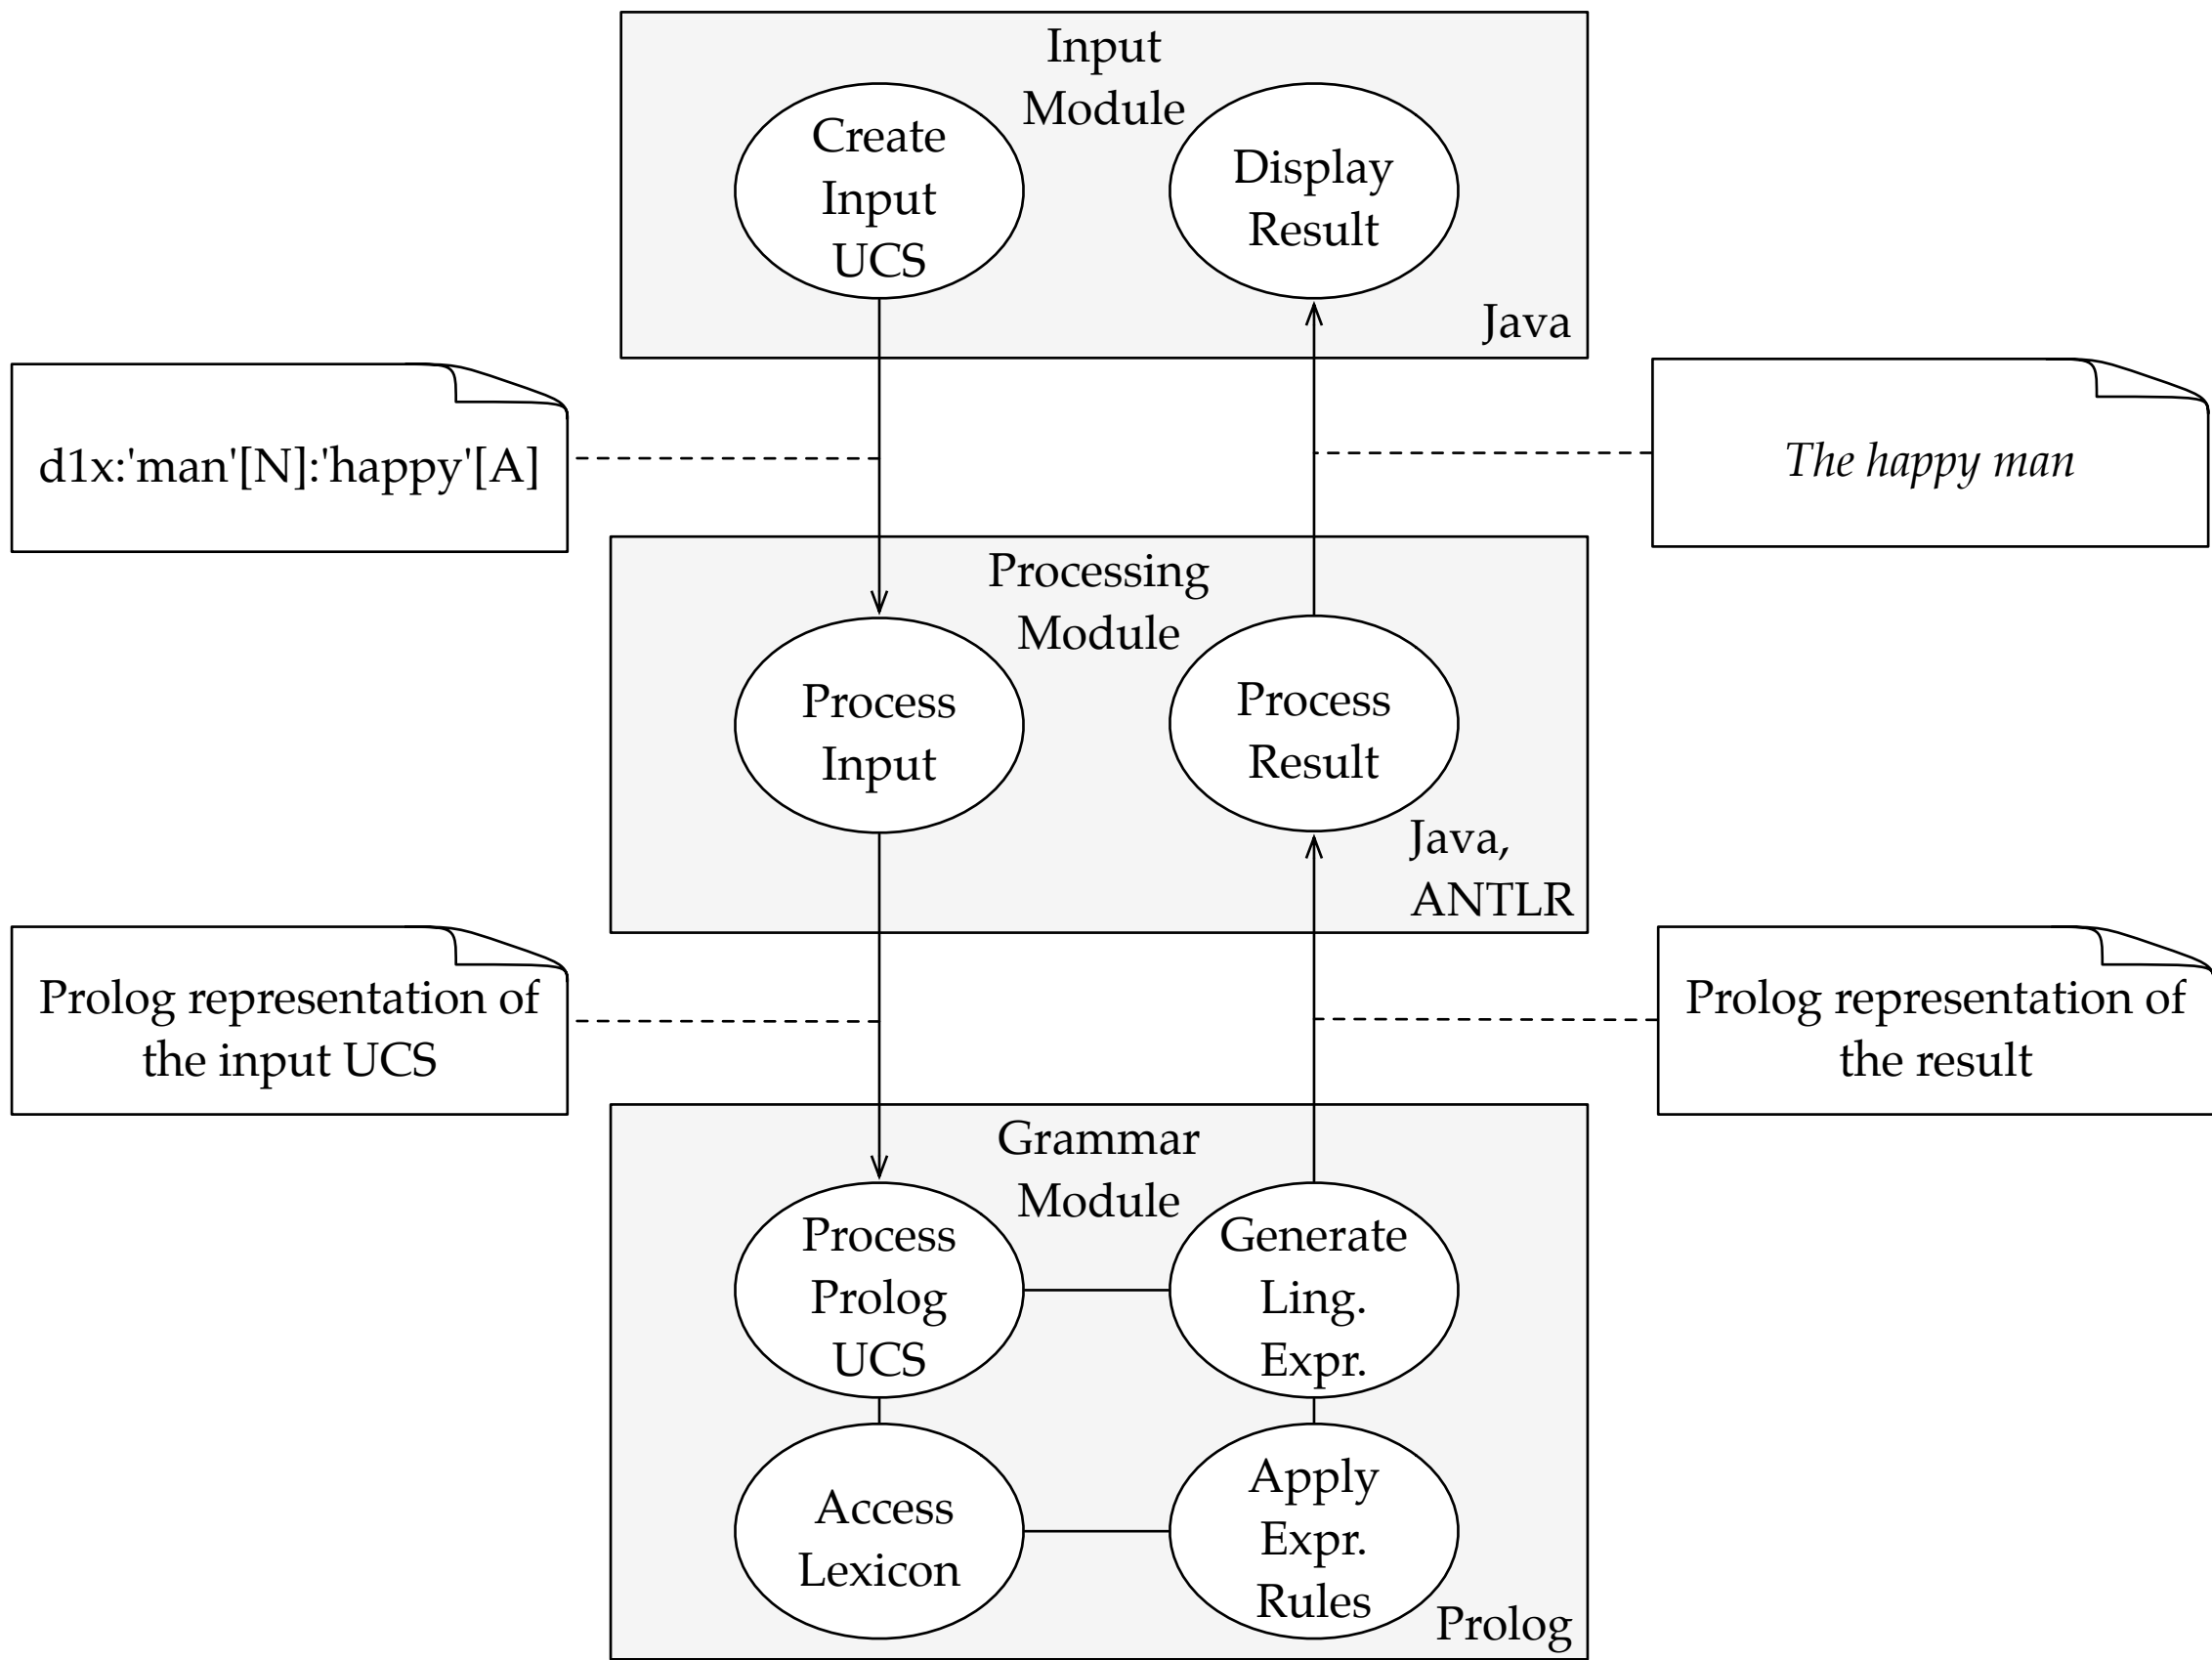 Input
Module
Create
Input
UCS
Display
Result
Java
d1x:'man'[N]:'happy'[A]
The happy man
Processing
Module
Process
Input
Process
Result
Java,
ANTLR
Prolog representation of
the input UCS
Prolog representation of
the result
Grammar
Module
Process
Prolog
UCS
Generate
Ling.
Expr.
Access
Lexicon
Apply
Expr.
Rules
Prolog